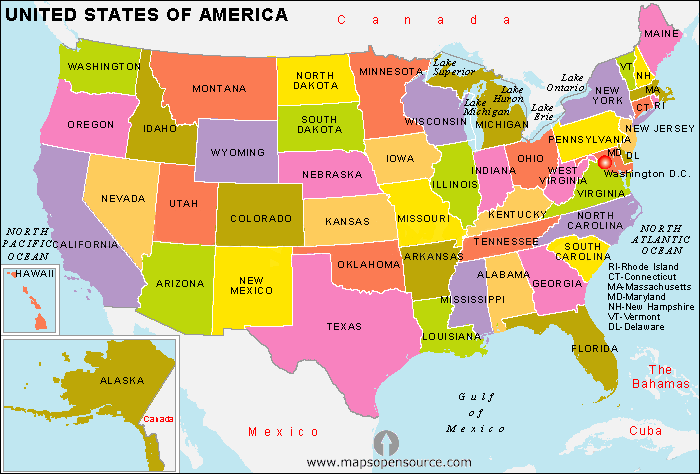 UNITED STATES OF AMERICA
Canada
MAINE
WASHINGTON
MONTANA
NORTH
DAKOTA
MINNESOTA
Lake
Superior
VT
NH
OREGON
IDAHO
SOUTH
DAKOTA
WISCONSIN
Lake
Huron
Lake
Michigan
MICHIGAN
Lake
Ontario
Lake
Erie
NEW
YORK
MA
CT
RI
WYOMING
NEBRASKA
IOWA
PENNSYLVANIA
NEW JERSEY
NEVADA
UTAH
COLORADO
KANSAS
ILLINOIS
INDIANA
OHIO
WEST
VIRGINIA
MD
DL
Washington D.C.
VIRGINIA
MISSOURI
KENTUCKY
NORTH
PACIFIC
OCEAN
CALIFORNIA
NORTH
CAROLINA
NORTH
ATLANTIC
OCEAN
TENNESSEE
ARIZONA
NEW
MEXICO
OKLAHOMA
ARKANSAS
SOUTH
CAROLINA
HAWAII
TEXAS
MISSISSIPPI
ALABAMA
GEORGIA
LOUISIANA
FLORIDA
RI-Rhode Island
CT-Connecticut
MA-Massachusetts
MD-Maryland
NH-New Hampshire
VT-Vermont
DL-Delaware
ALASKA
Canada
Mexico
Gulf
of
Mexico
The
Bahamas
Cuba
www.mapsopensource.com